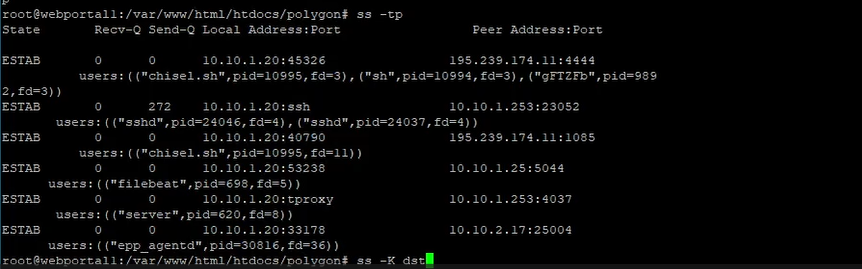 root@webportal1:/var/www/html/htdocs/polygon# ss -tp
State Recv-Q Send-Q Local Address:Port Peer Address:Port
ESTAB 0 0 10.10.1.20:45326 195.239.174.11:4444
users:(("chisel.sh",pid=10995,fd=3),("sh",pid=10994,fd=3),("gFTZFb",pid=989
2,fd=3))
ESTAB 0 272 10.10.1.20:ssh 10.10.1.253:23052
users:(("sshd",pid=24046,fd=4),("sshd",pid=24037,fd=4))
ESTAB 0 0 10.10.1.20:40790 195.239.174.11:1085
users:(("chisel.sh",pid=10995,fd=11))
ESTAB 0 0 10.10.1.20:53238 10.10.1.25:5044
users:(("filebeat",pid=698,fd=5))
ESTAB 0 0 10.10.1.20:tproxy 10.10.1.253:4037
users:(("server",pid=620,fd=8))
ESTAB 0 0 10.10.1.20:33178 10.10.2.17:25004
users:(("epp_agentd",pid=30816,fd=36))
root@webportal1:/var/www/html/htdocs/polygon# ss -K dst